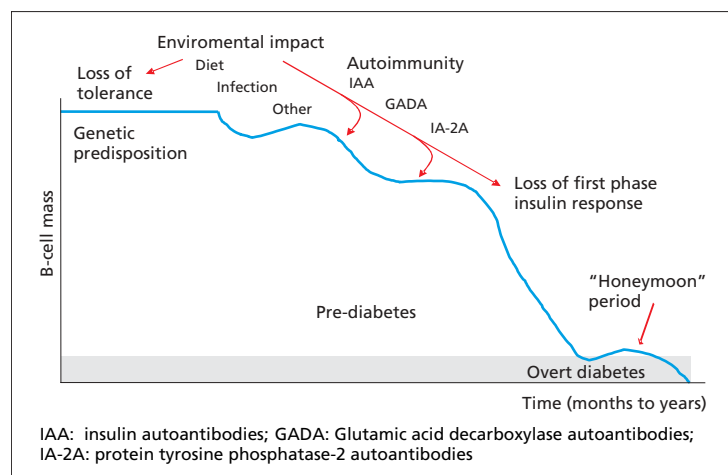 Enviromental impact
Diet
Loss of
tolerance
Infection
Other
Autoimmunity
IAA
GADA
IA-2A
Genetic
predisposition
Loss of first phase
insulin response
B-cell mass
"Honeymoon"
period
Pre-diabetes
Overt diabetes
Time (months to years)
IAA: insulin autoantibodies; GADA: Glutamic acid decarboxylase autoantibodies;
IA-2A: protein tyrosine phosphatase-2 autoantibodies